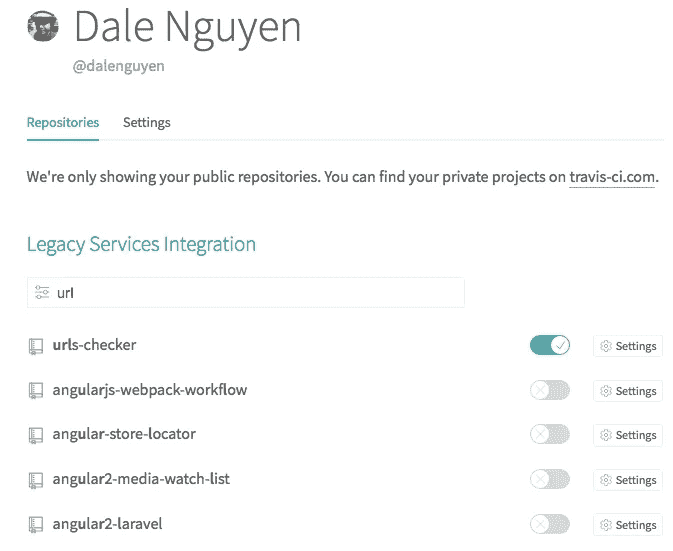 Dale Nguyen
@dalenguyen
Repositories Settings
We're only showing your public repositories. You can find your private projects on travis-ci.com.
Legacy Services Integration
url
urls-checker Settings
angularjs-webpack-workflow Settings
angular-store-locator Settings
angular2-media-watch-list Settings
angular2-laravel Settings